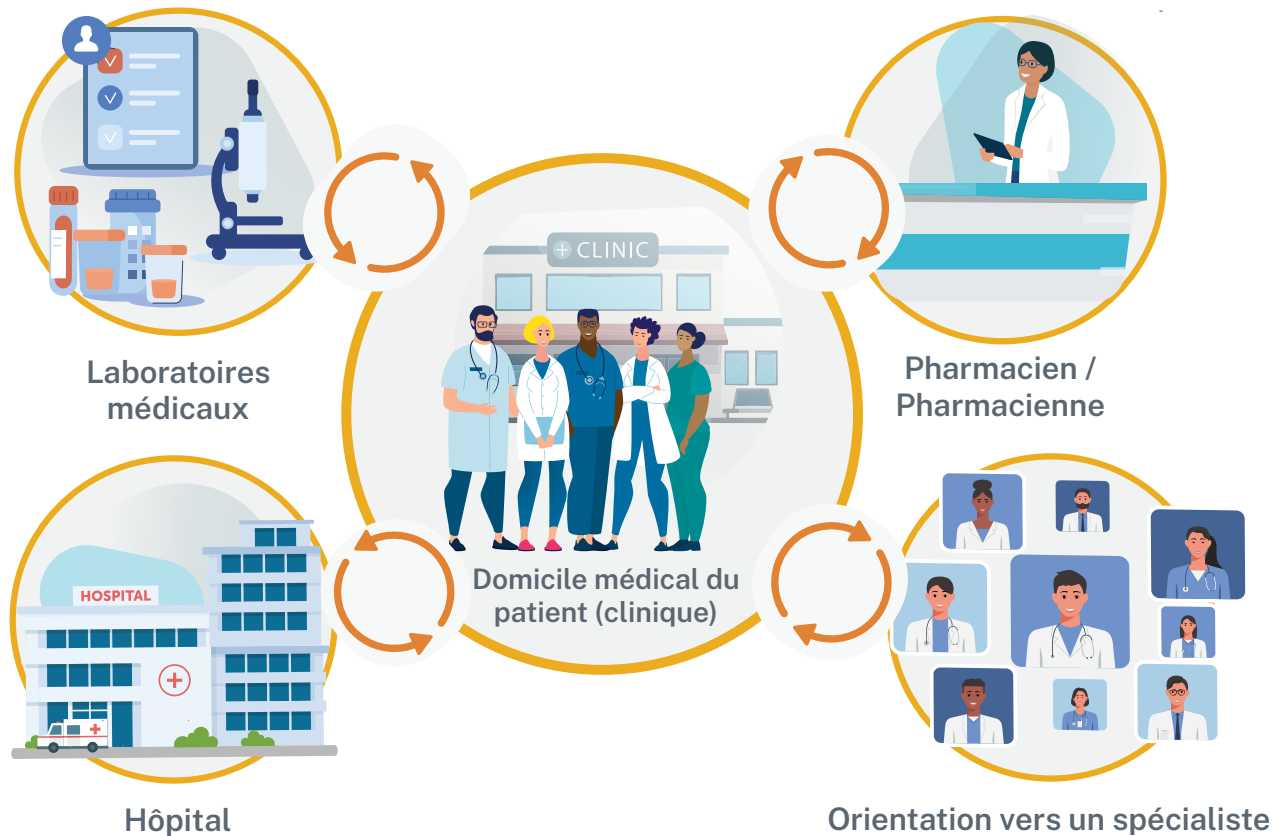 CLINIC
Laboratoires
médicaux
Pharmacien /
Pharmacienne
HOSPITAL
Domicile médical du
patient (clinique)
Hôpital
Orientation vers un spécialiste